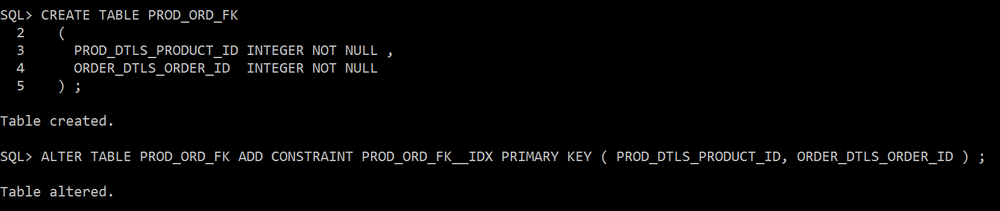 SQL> CREATE TABLE PROD_ORD_FK
2 (
3 PROD_DTLS_PRODUCT_ID INTEGER NOT NULL ,
4 ORDER_DTLS_ORDER_ID INTEGER NOT NULL
5 ) ;
Table created.
SQL> ALTER TABLE PROD_ORD_FK ADD CONSTRAINT PROD_ORD_FK__IDX PRIMARY KEY ( PROD_DTLS_PRODUCT_ID, ORDER_DTLS_ORDER_ID ) ;
Table altered.